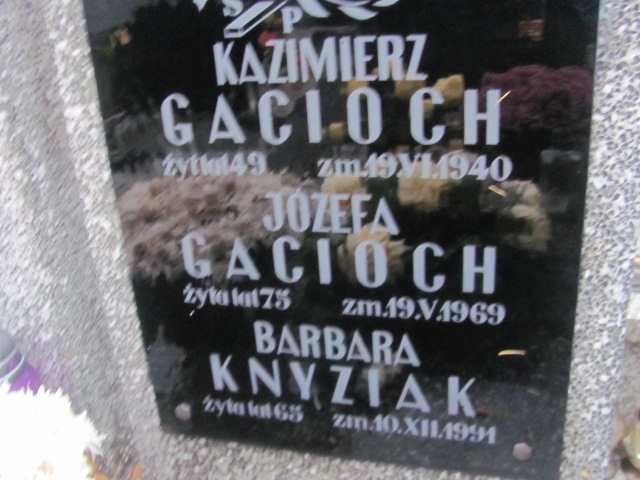 Ś P
KAZIMIERZ
GACIOCH
żył lat 49 zm. 19.VI.1940
JÓZEFA
GACIOCH
żyła lat 75 zm. 19.V.1969
BARBARA
KNYZIAK
żyła lat 65 zm. 10.XII.1991